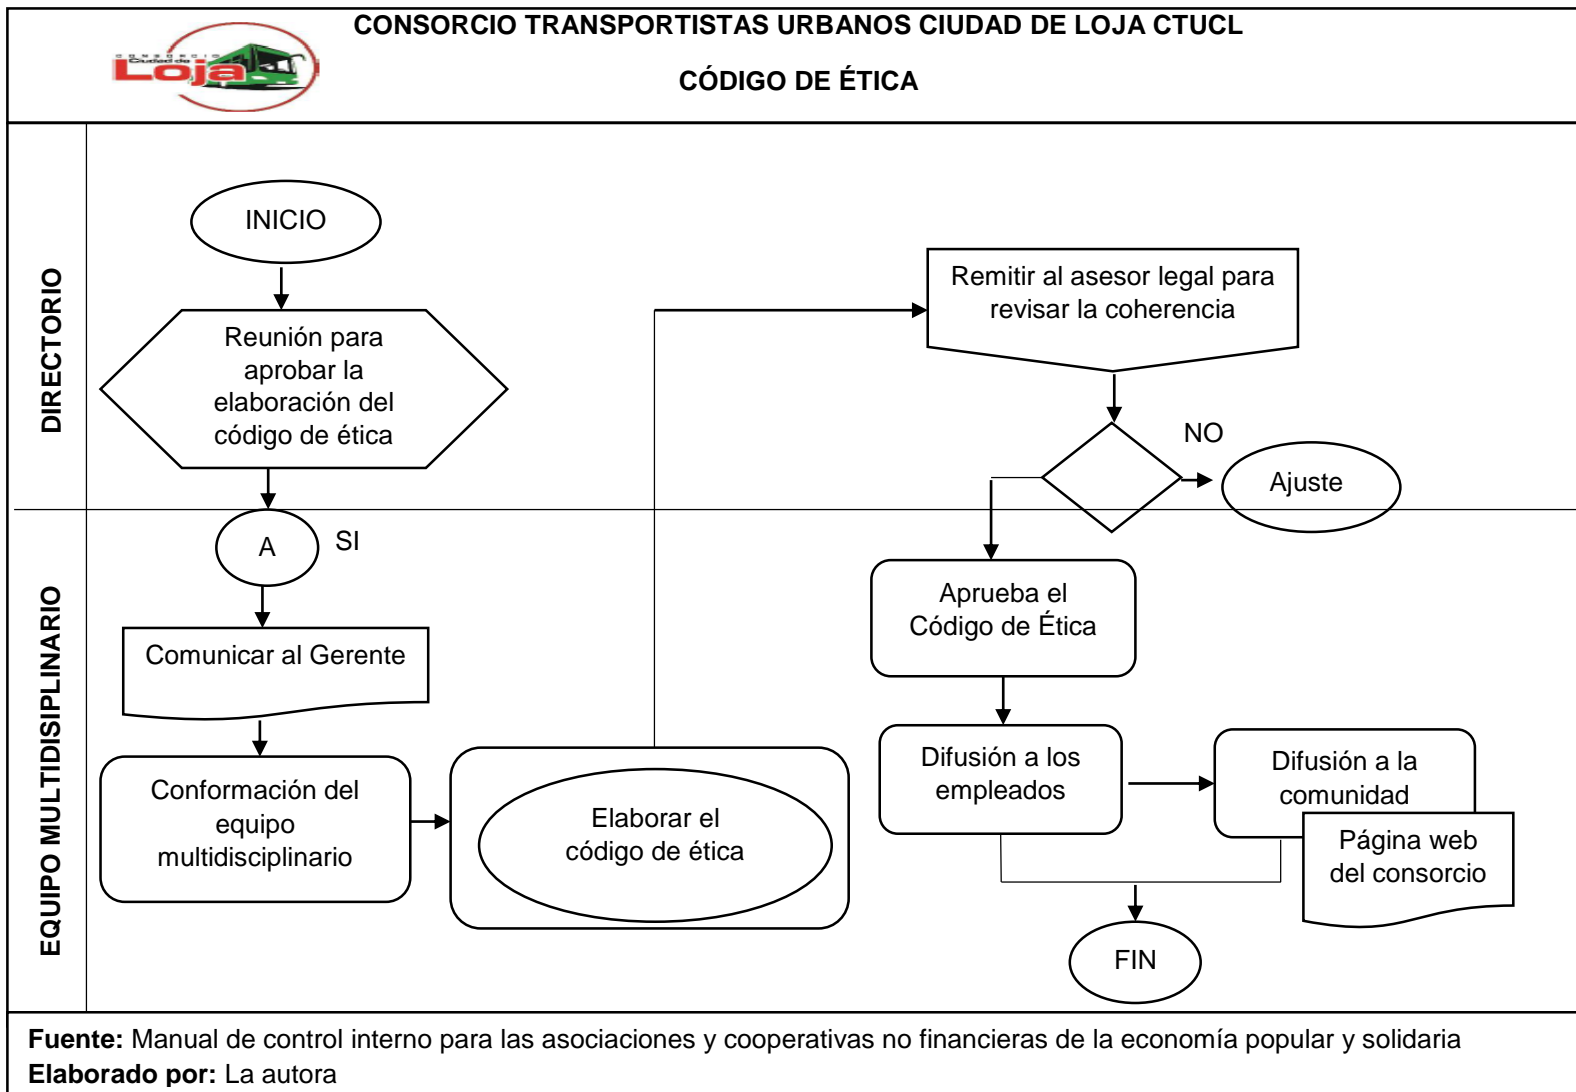 CONSORCIO TRANSPORTISTAS URBANOS CIUDAD DE LOJA CTUCL
CONSORCIO
Ciudad de
Loja
CÓDIGO DE ÉTICA
DIRECTORIO
INICIO
Reunión para
aprobar la
elaboración del
código de ética
Remitir al asesor legal para
revisar la coherencia
NO
Ajuste
EQUIPO MULTIDISIPLINARIO
A
SI
Comunicar al Gerente
Conformación del
equipo
multidisciplinario
Elaborar el
código de ética
Aprueba el
Código de Ética
Difusión a los
empleados
Difusión a la
comunidad
Página web
del consorcio
FIN
Fuente: Manual de control interno para las asociaciones y cooperativas no financieras de la economía popular y solidaria
Elaborado por: La autora